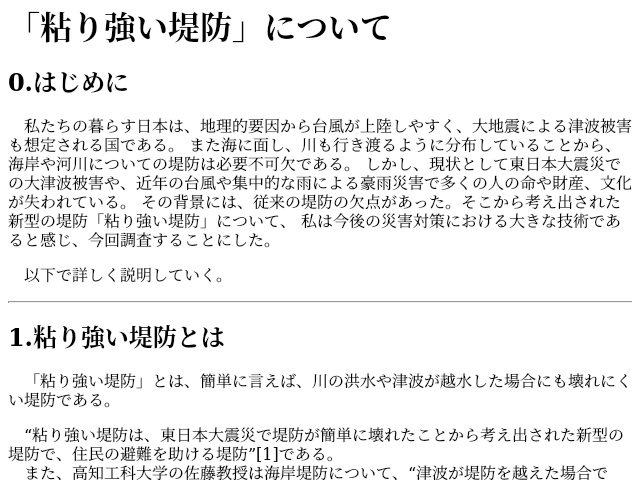 「粘り強い堤防」について
0.はじめに
私たちの暮らす日本は、地理的要因から台風が上陸しやすく、大地震による津波被害
も想定される国である。 また海に面し、川も行き渡るように分布していることから、
海岸や河川についての堤防は必要不可欠である。 しかし、現状として東日本大震災で
の大津波被害や、近年の台風や集中的な雨による豪雨災害で多くの人の命や財産、文化
が失われている。 その背景には、従来の堤防の欠点があった。そこから考え出された
新型の堤防「粘り強い堤防」について、 私は今後の災害対策における大きな技術であ
ると感じ、今回調査することにした。
以下で詳しく説明していく。
1.粘り強い堤防とは
「粘り強い堤防」とは、簡単に言えば、川の洪水や津波が越水した場合にも壊れにく
い堤防である。
“粘り強い堤防は、東日本大震災で堤防が簡単に壊れたことから考え出された新型の
堤防で、住民の避難を助ける堤防”[1]である。
また、高知工科大学の佐藤教授は海岸堤防について、“津波が堤防を越えた場合で